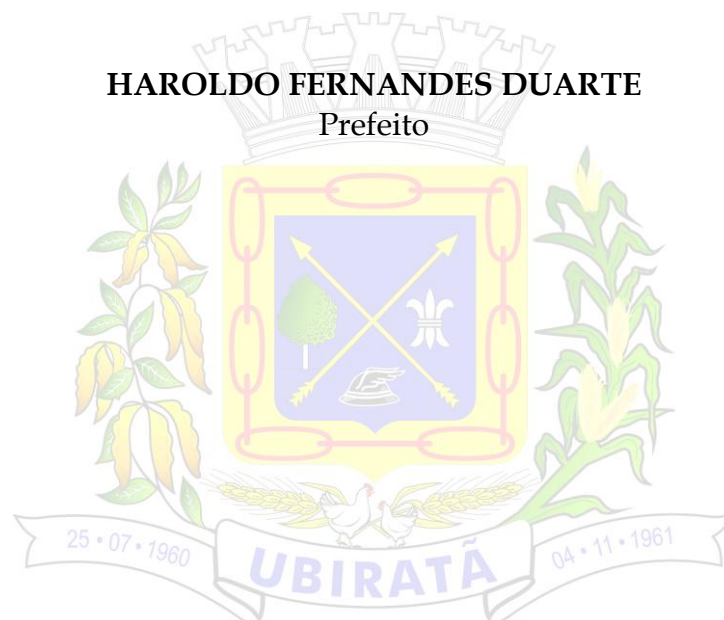 HAROLDO FERNANDES DUARTE
Prefeito
25 • 07 • 1960
UBIRATÃ
04 • 11 • 1961